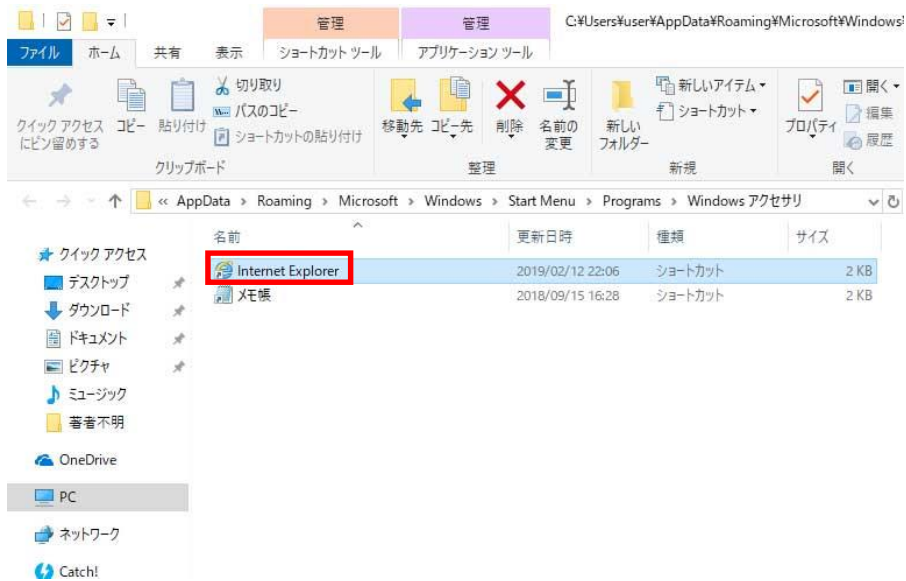 管理 管理 C:¥Users¥user¥AppData¥Roaming¥Microsoft¥Windows¥
ファイル ホーム 共有 表示 ショートカット ツール アプリケーション ツール
クイック アクセス
にピン留めする
コピー
貼り付け
切り取り
パスのコピー
ショートカットの貼り付け
クリップボード
移動先 コピー先 削除 名前の
変更
整理
新しい
フォルダー
新しいアイテム
ショートカット
新規
プロパティ
開く
編集
履歴
開く
« AppData › Roaming › Microsoft › Windows › Start Menu › Programs › Windows アクセサリ
名前 更新日時 種類 サイズ
Internet Explorer 2019/02/12 22:06 ショートカット 2 KB
メモ帳 2018/09/15 16:28 ショートカット 2 KB
クイック アクセス
デスクトップ
ダウンロード
ドキュメント
ピクチャ
ミュージック
著者不明
OneDrive
PC
ネットワーク
Catch!